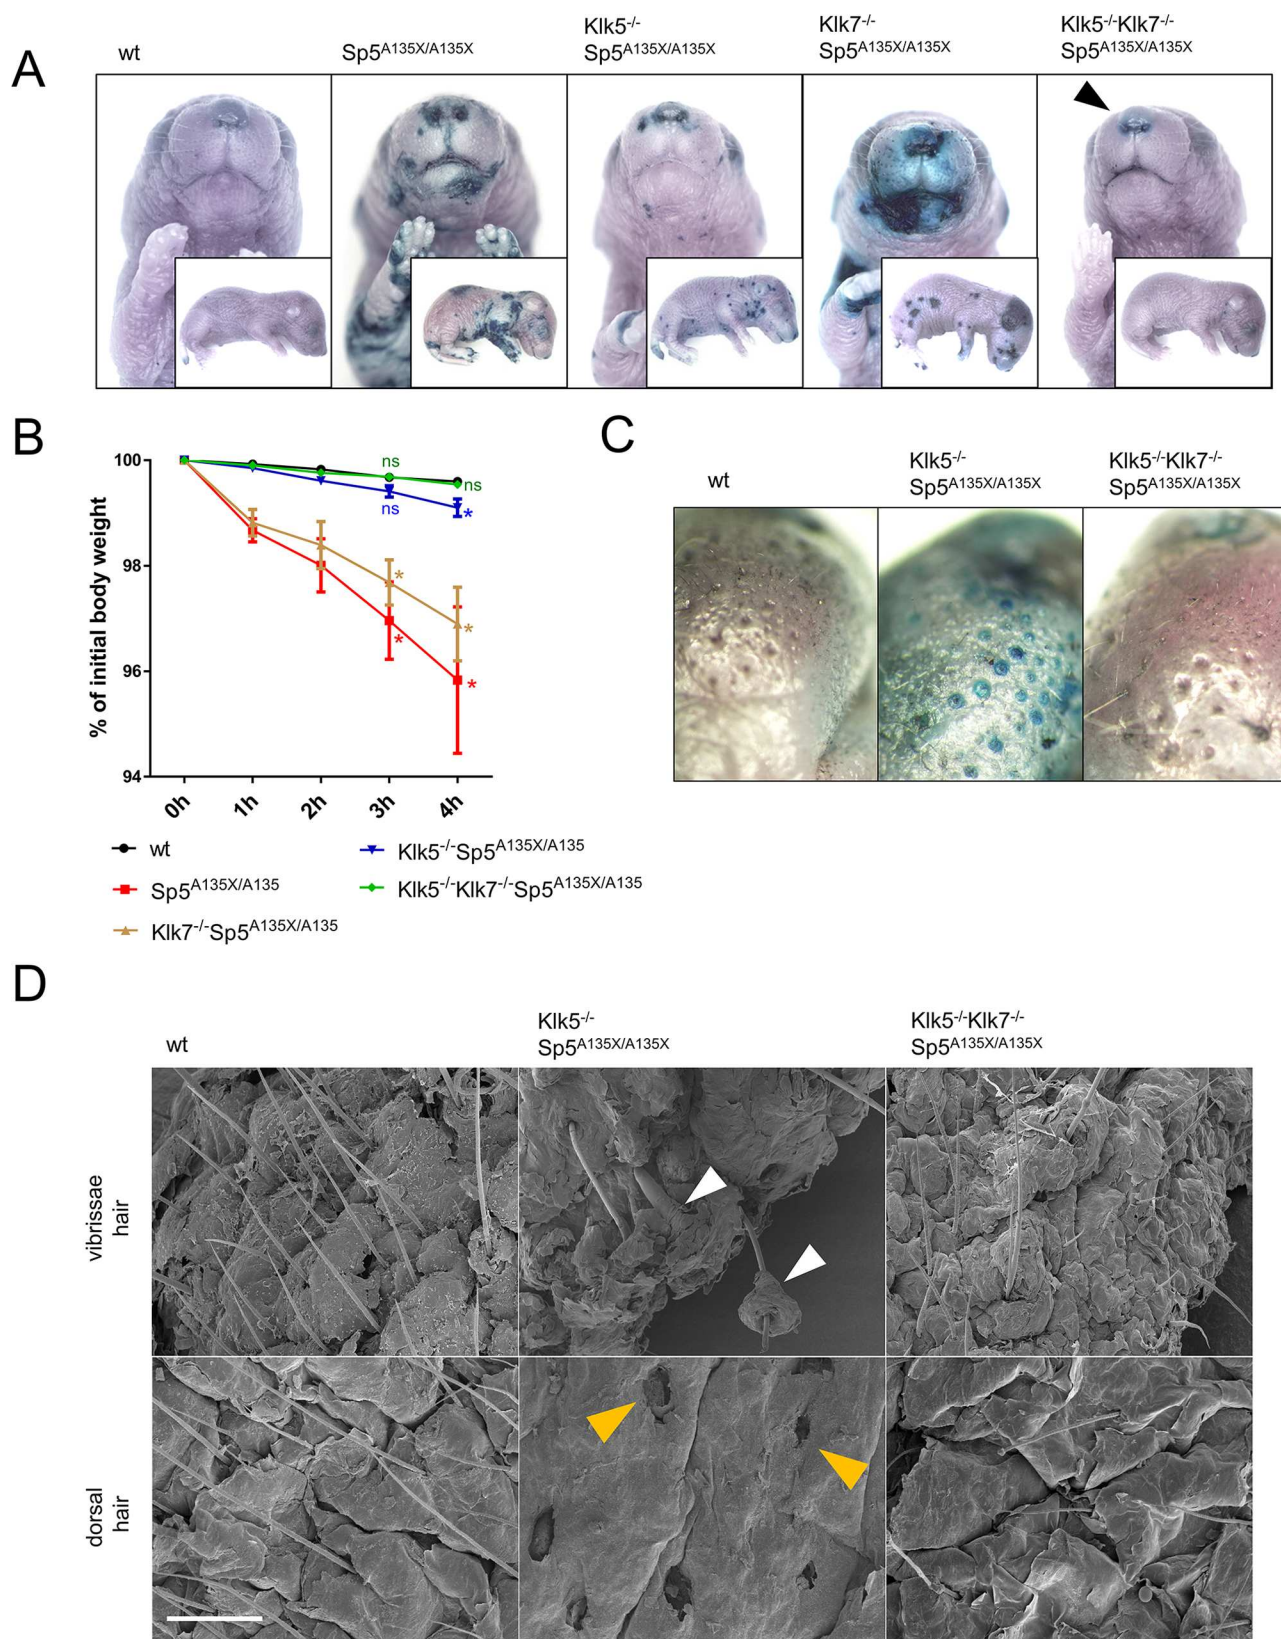 A
wt
Sp5A135X/A135X
Klk5-/-
Sp5A135X/A135X
Klk7-/-
Sp5A135X/A135X
Klk5-/-Klk7-/-
Sp5A135X/A135X
B
% of initial body weight
100
98
96
94
0h
1h
2h
3h
4h
ns
ns
ns
*
*
*
*
*
wt
Sp5A135X/A135
Klk7-/-Sp5A135X/A135
Klk5-/-Sp5A135X/A135
Klk5-/-Klk7-/-Sp5A135X/A135
C
wt
Klk5-/-
Sp5A135X/A135X
Klk5-/-Klk7-/-
Sp5A135X/A135X
D
wt
Klk5-/-
Sp5A135X/A135X
Klk5-/-Klk7-/-
Sp5A135X/A135X
vibrissae
hair
dorsal
hair